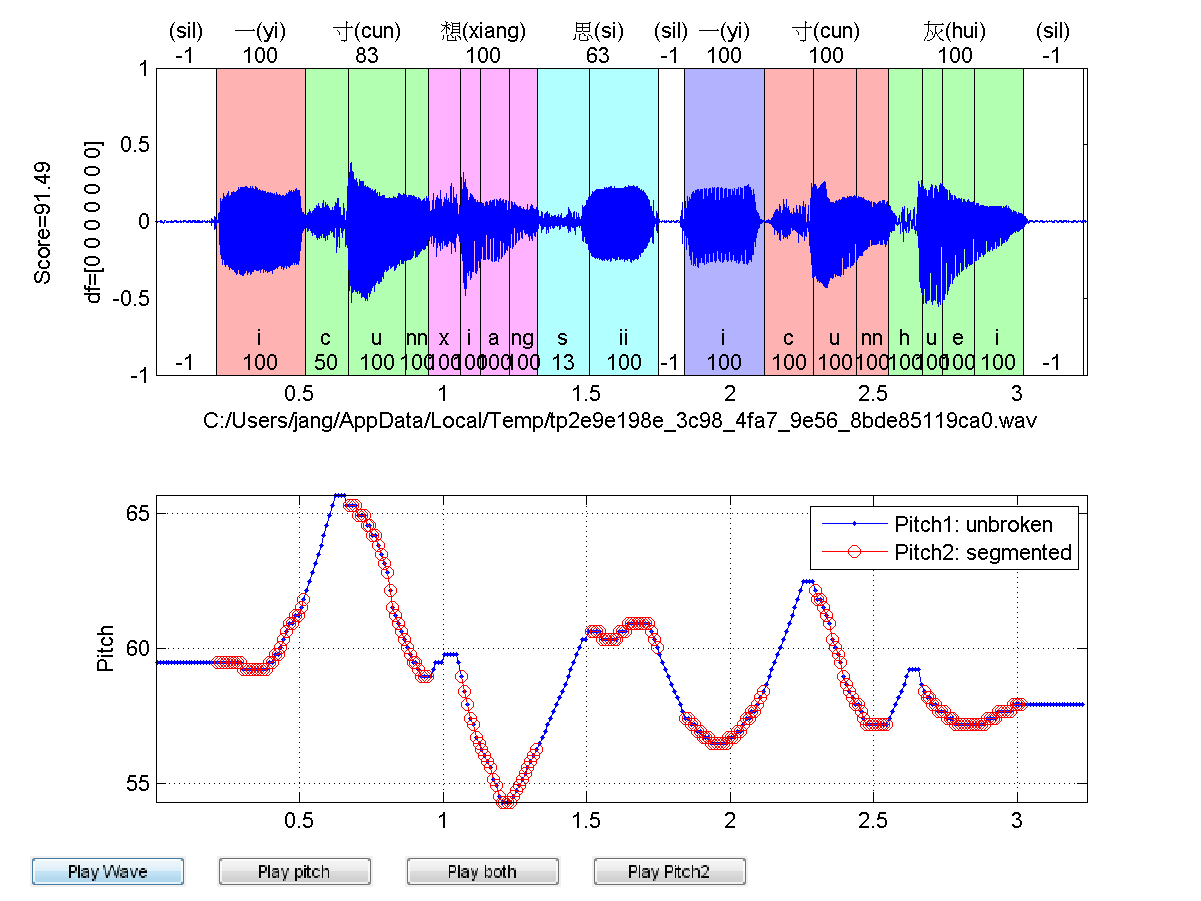 (sil) 一(yi) 寸(cun) 想(xiang) 思(si) (sil) 一(yi) 寸(cun) 灰(hui) (sil)
-1 100 83 100 63 -1 100 100 100 -1
1
0.5
0
-0.5
-1
Score=91.49
df=[0 0 0 0 0 0 0 0]
i c u nn x i a ng s ii i c u nn h u e i
-1 100 50 100 100 100 100 100 100 13 100 -1 100 100 100 100 100 100 100 100 -1
0.5 1 1.5 2 2.5 3
C:/Users/jang/AppData/Local/Temp/tp2e9e198e_3c98_4fa7_9e56_8bde85119ca0.wav
65
60
55
Pitch
Pitch1: unbroken
Pitch2: segmented
0.5 1 1.5 2 2.5 3
Play Wave Play pitch Play both Play Pitch2